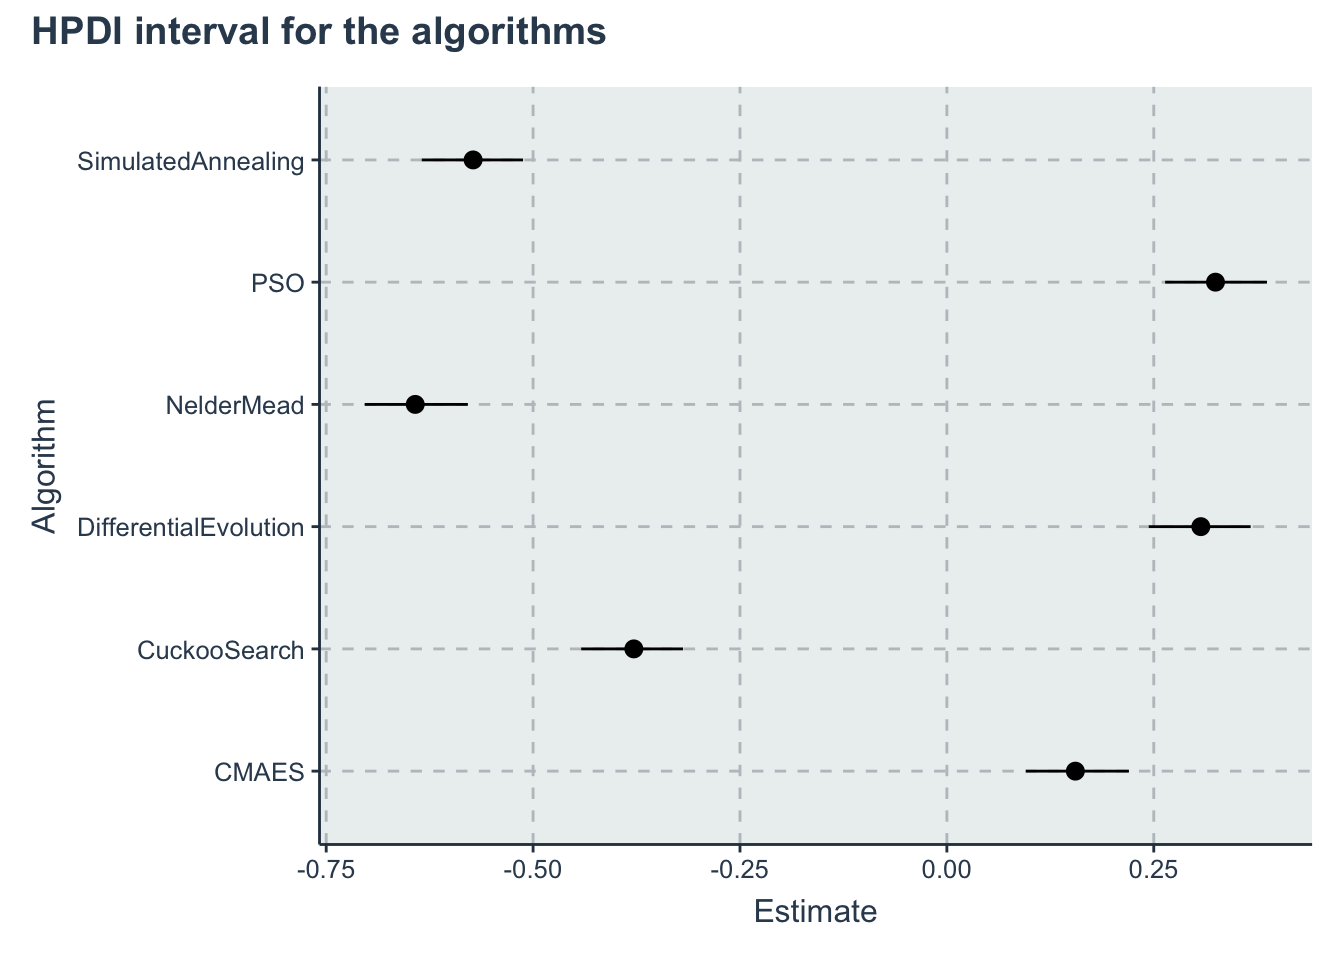 HPDI interval for the algorithms
SimulatedAnnealing
PSO
NelderMead
DifferentialEvolution
CuckooSearch
CMAES
Algorithm
-0.75
-0.50
-0.25
0.00
0.25
Estimate